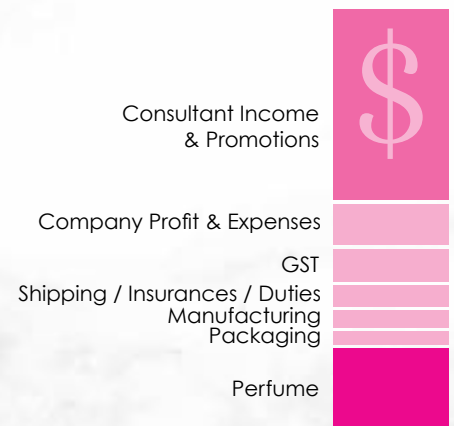 $
Consultant Income
& Promotions
Company Profit & Expenses
GST
Shipping / Insurances / Duties
Manufacturing
Packaging
Perfume